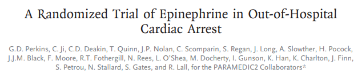 A Randomized Trial of Epinephrine in Out-of-Hospital
Cardiac Arrest
G.D. Perkins, C. Ji, C.D. Deakin, T. Quinn, J.P. Nolan, C. Scomparin, S. Regan, J. Long, A. Slowther, H. Pocock,
J.J.M. Black, F. Moore, R.T. Fothergill, N. Rees, L. O'Shea, M. Docherty, I. Gunson, K. Han, K. Charlton, J. Finn,
S. Petrou, N. Stallard, S. Gates, and R. Lall, for the PARAMEDIC2 Collaborators*